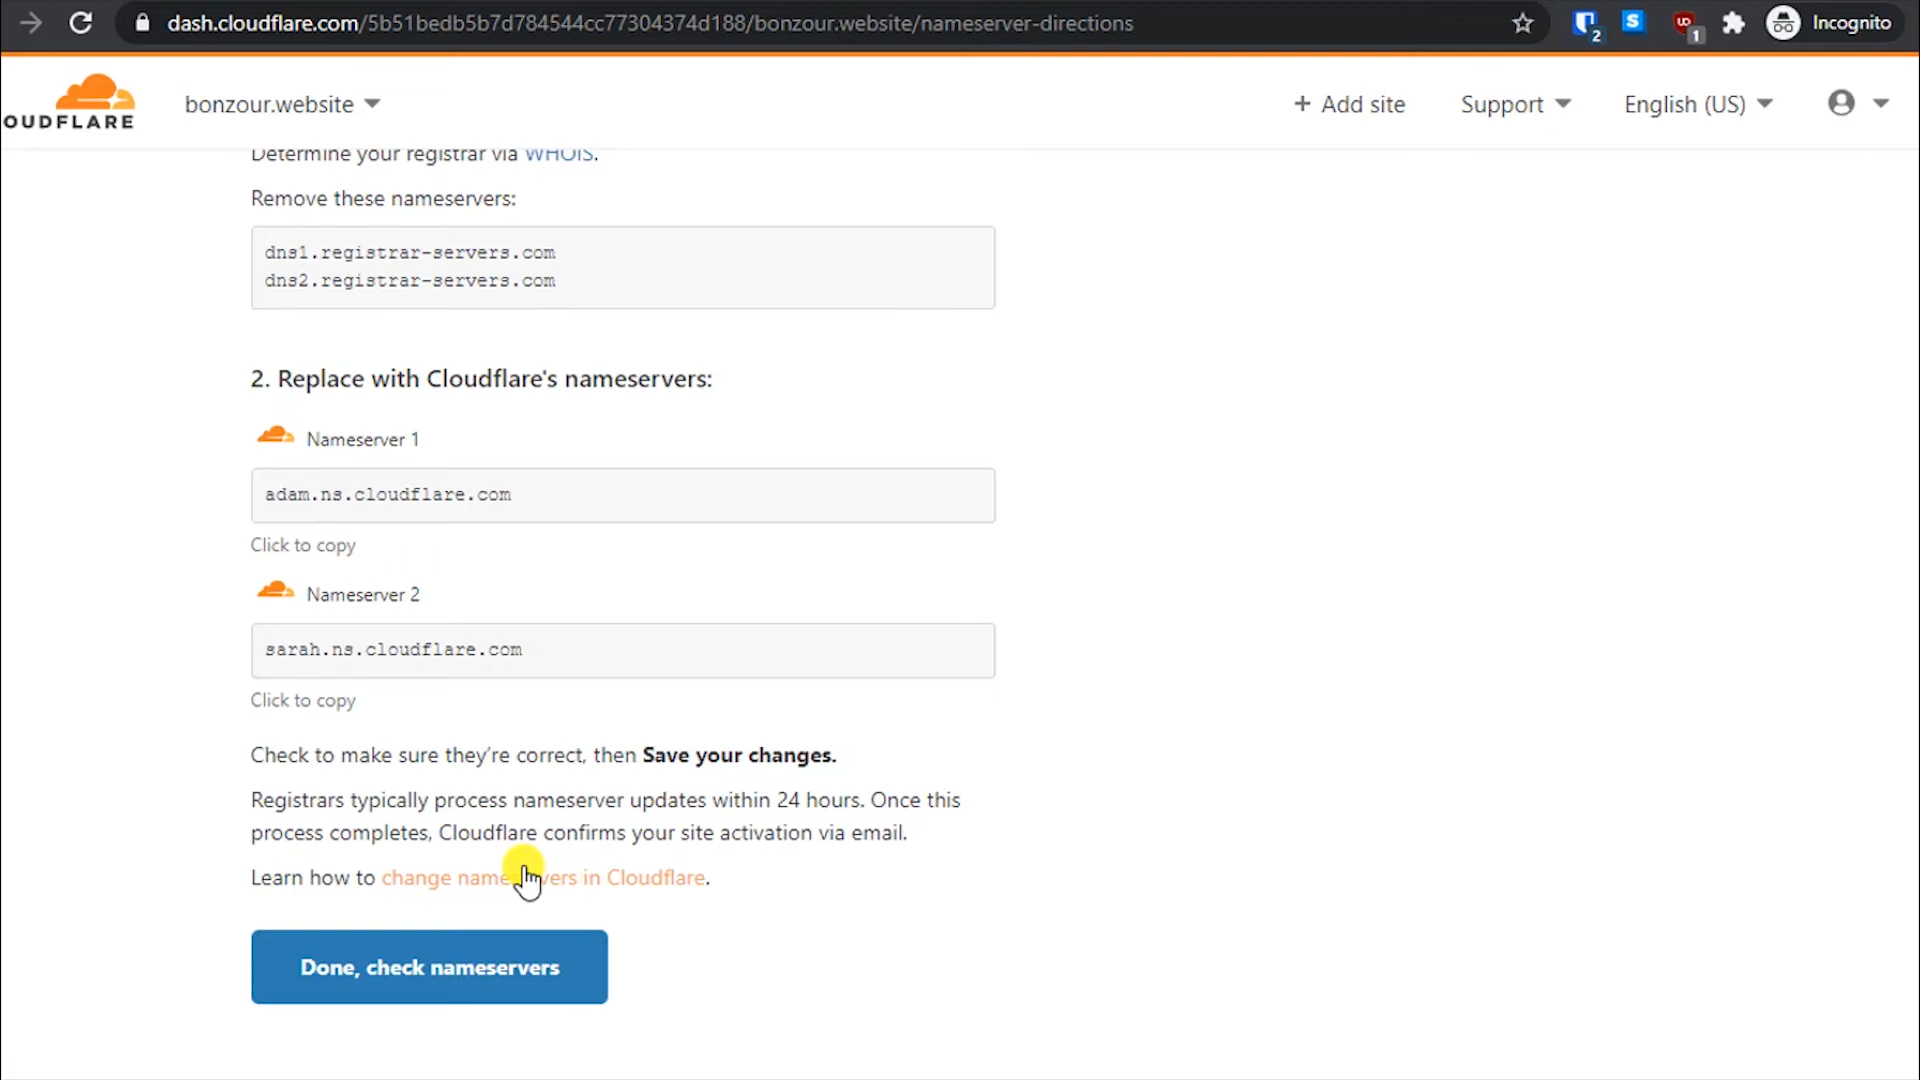 dash.cloudflare.com/5b51bedb5b7d784544cc77304374d188/bonzour.website/nameserver-directions
2
S
UD
1
Incognito
OUDFLARE
bonzour.website
+ Add site
Support
English (US)
Determine your registrar via WHOIS.
Remove these nameservers:
dns1.registrar-servers.com
dns2.registrar-servers.com
2. Replace with Cloudflare's nameservers:
Nameserver 1
adam.ns.cloudflare.com
Click to copy
Nameserver 2
sarah.ns.cloudflare.com
Click to copy
Check to make sure they’re correct, then Save your changes.
Registrars typically process nameserver updates within 24 hours. Once this
process completes, Cloudflare confirms your site activation via email.
Learn how to change nameservers in Cloudflare.
Done, check nameservers